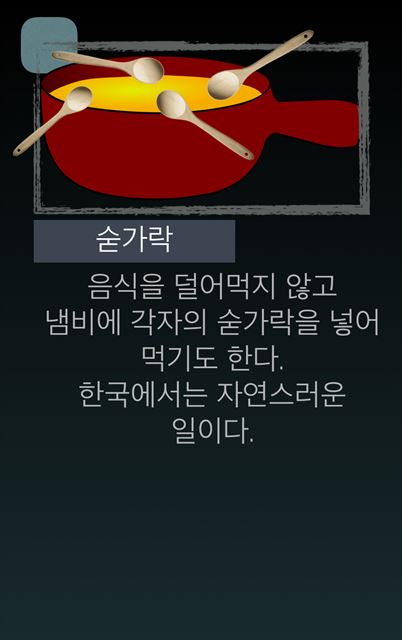 숟가락
음식을 덜어먹지 않고
냄비에 각자의 숟가락을 넣어
먹기도 한다.
한국에서는 자연스러운
일이다.